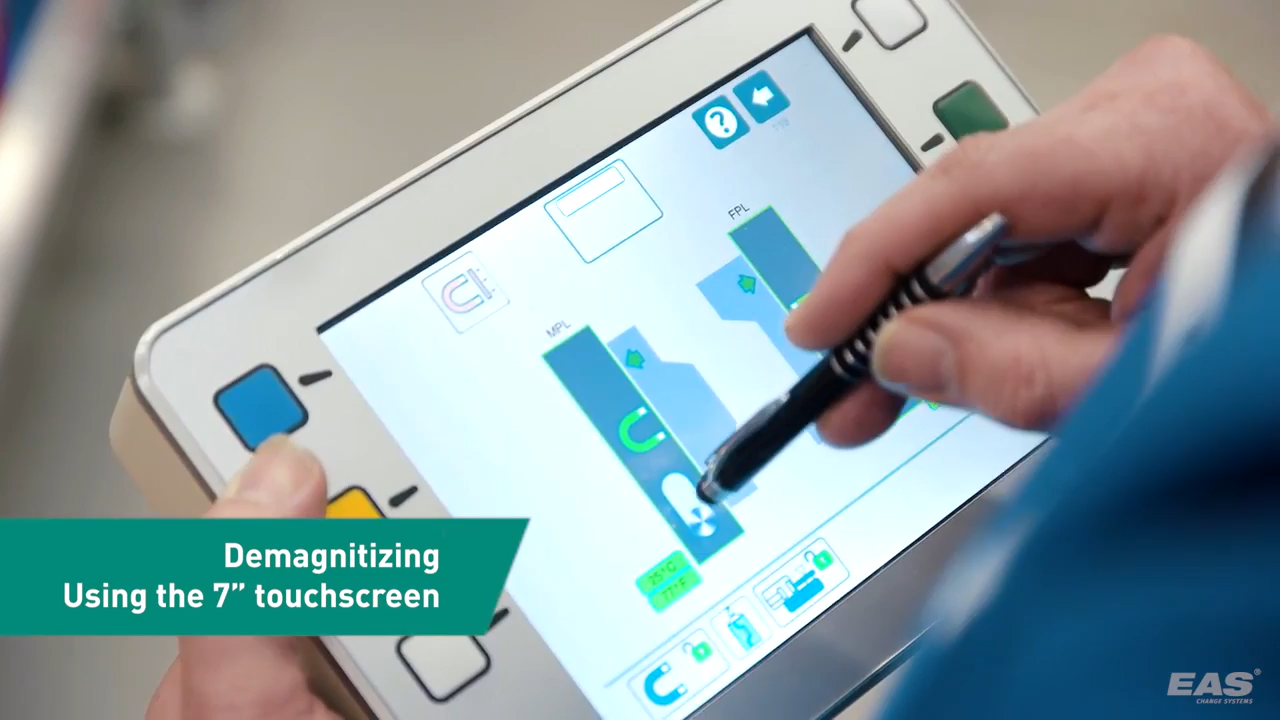 ?
FPL
MPL
25°C
77°F
Demagnitizing
Using the 7” touchscreen
EAS®
CHANGE SYSTEMS